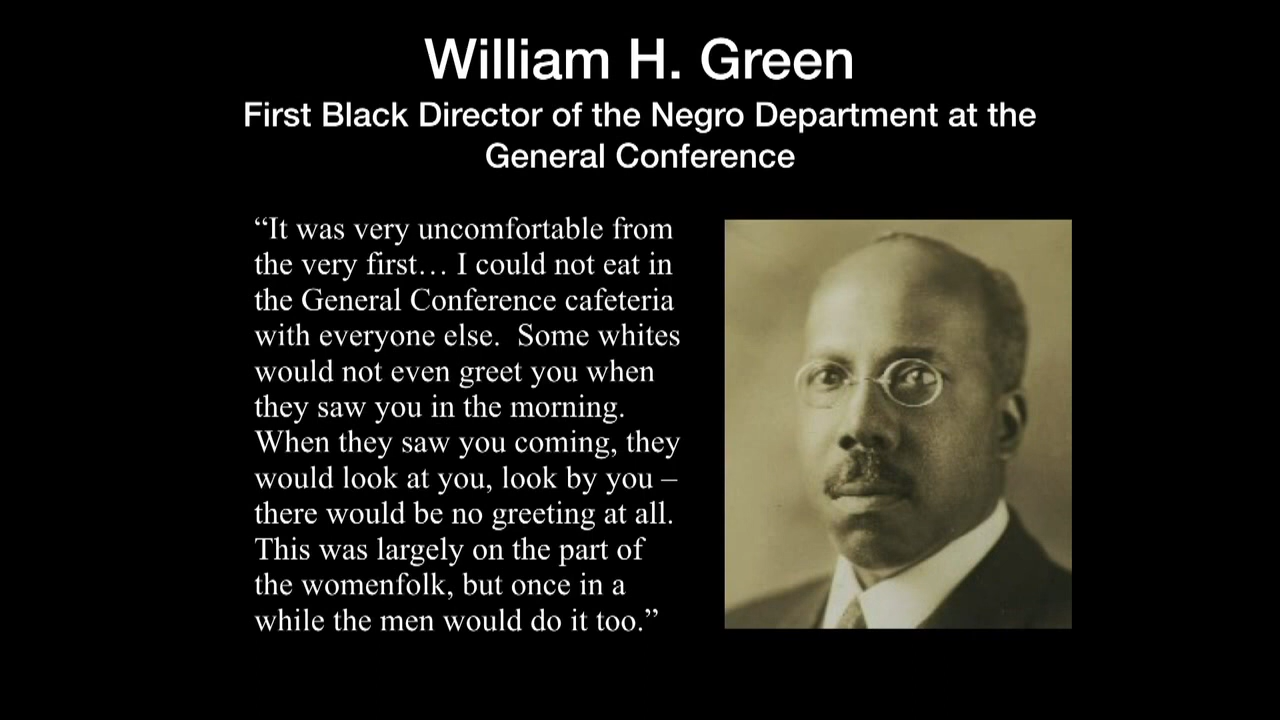 William H. Green
First Black Director of the Negro Department at the
General Conference
“It was very uncomfortable from
the very first… I could not eat in
the General Conference cafeteria
with everyone else.  Some whites
would not even greet you when
they saw you in the morning.
When they saw you coming, they
would look at you, look by you –
there would be no greeting at all.
This was largely on the part of
the womenfolk, but once in a
while the men would do it too.”